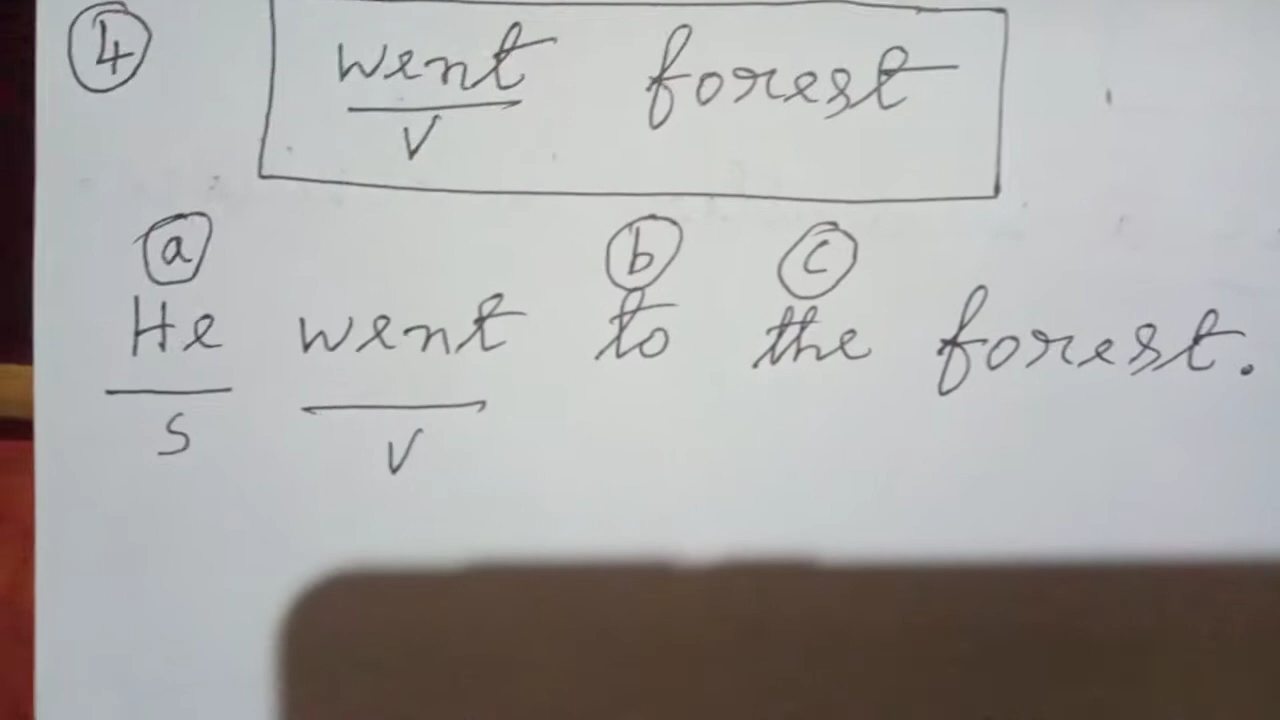 4 went forest
V
a b c
He went to the forest.
S V